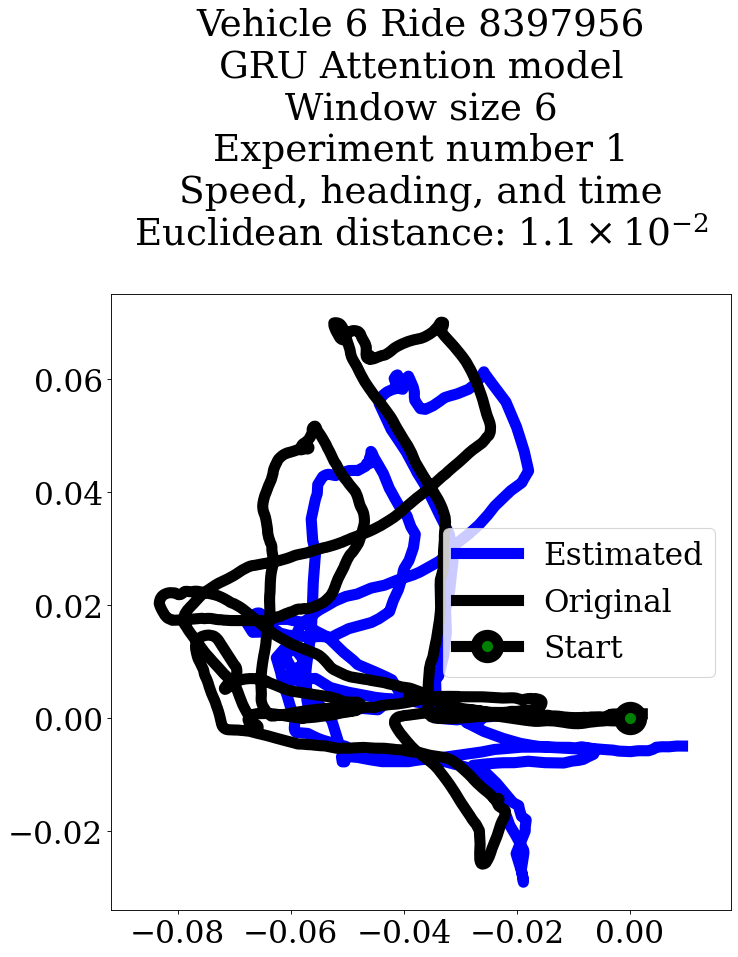 Vehicle 6 Ride 8397956
GRU Attention model
Window size 6
Experiment number 1
Speed, heading, and time
Euclidean distance: 1.1 × 10⁻²
0.06
0.04
0.02
0.00
−0.02
Estimated
Original
Start
−0.08 −0.06 −0.04 −0.02 0.00